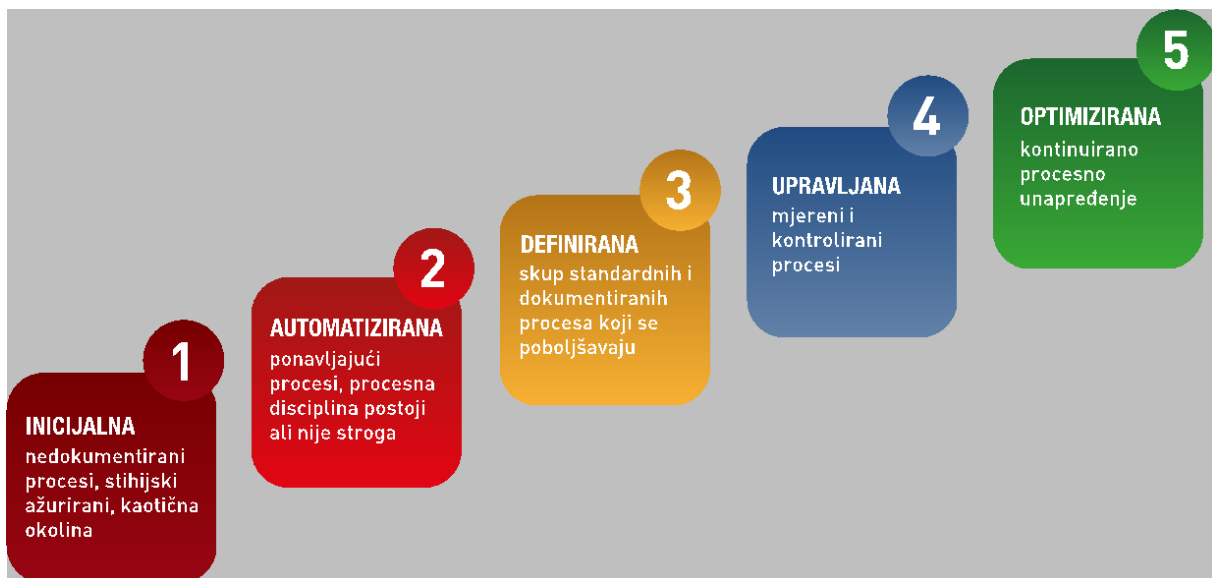 1
INICIJALNA
nedokumentirani
procesi, stihijski
ažurirani, kaotična
okolina
2
AUTOMATIZIRANA
ponavljajući
procesi, procesna
disciplina postoji
ali nije stroga
3
DEFINIRANA
skup standardnih i
dokumentiranih
procesa koji se
poboljšavaju
4
UPRAVLJANA
mjereni i
kontrolirani
procesi
5
OPTIMIZIRANA
kontinuirano
procesno
unapređenje